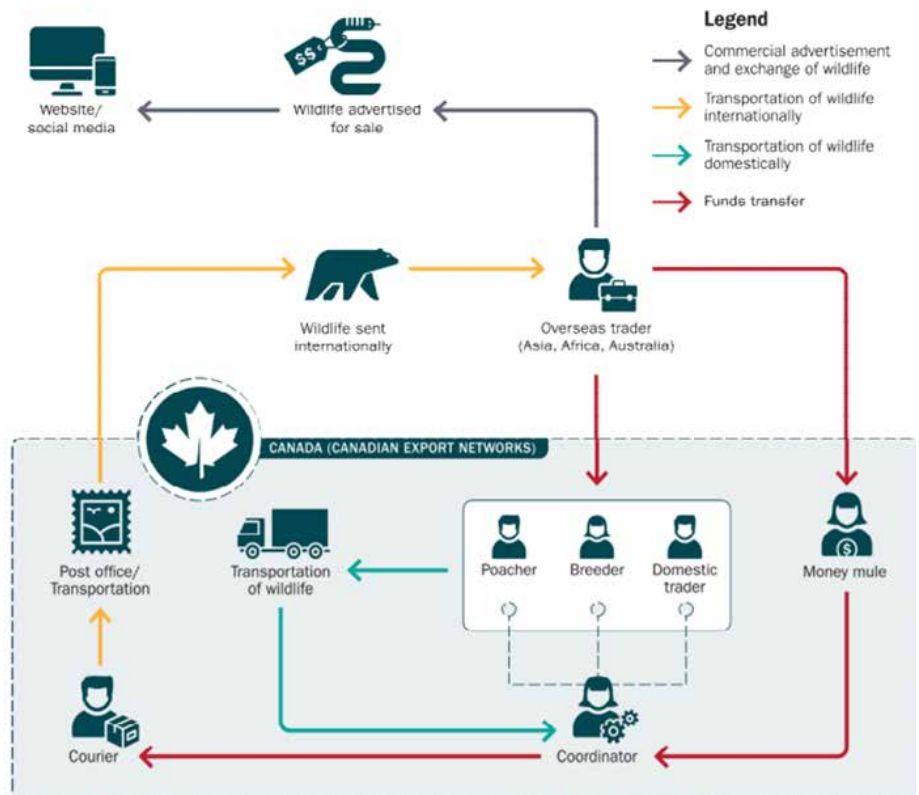 Legend
Commercial advertisement
and exchange of wildlife
Transportation of wildlife
internationally
Transportation of wildlife
domestically
Funds transfer
$$
Website/
social media
Wildlife advertised
for sale
Wildlife sent
internationally
Overseas trader
(Asia, Africa, Australia)
CANADA (CANADIAN EXPORT NETWORKS)
Post office/
Transportation
Transportation
of wildlife
Poacher
Breeder
Domestic
trader
$
Money mule
Courier
Coordinator